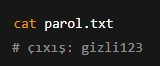 cat parol.txt
# çıxış: gizli123